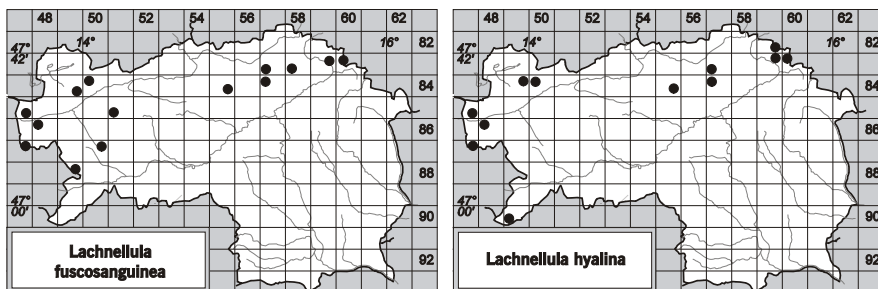 48 50 52 54 56 58 60 62
47° 42' 14° 16° 82
84
86
88
47° 00' 90
92
Lachnellula
fuscosanguinea
48 50 52 54 56 58 60 62
47° 42' 14° 16° 82
84
86
88
47° 00' 90
92
Lachnellula hyalina